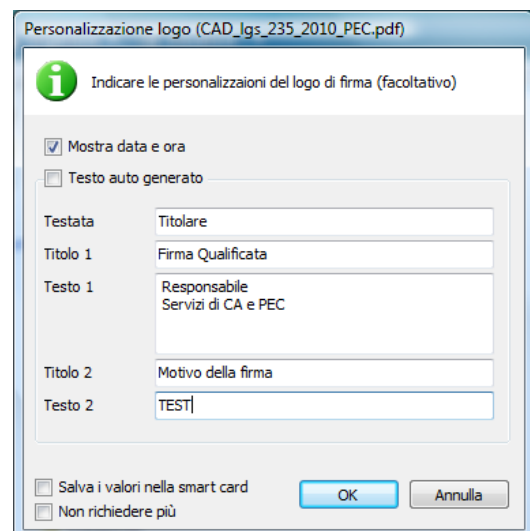 Personalizzazione logo (CAD_lgs_235_2010_PEC.pdf)
Indicare le personalizzaioni del logo di firma (facoltativo)
Mostra data e ora
Testo auto generato
Testata Titolare
Titolo 1 Firma Qualificata
Testo 1 Responsabile
Servizi di CA e PEC
Titolo 2 Motivo della firma
Testo 2 TEST
Salva i valori nella smart card
OK Annulla
Non richiedere più